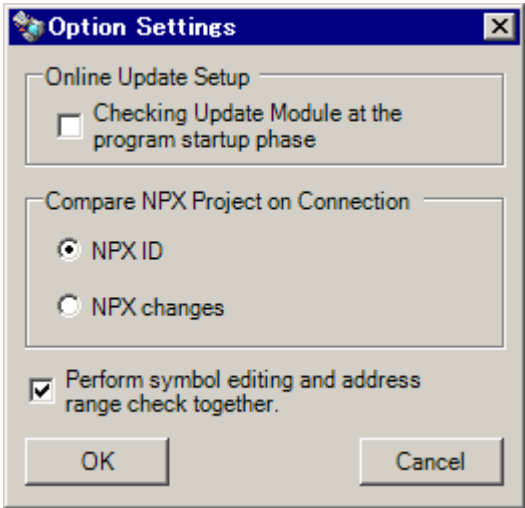 Option Settings
Online Update Setup
Checking Update Module at the
program startup phase
Compare NPX Project on Connection
NPX ID
NPX changes
Perform symbol editing and address
range check together.
OK
Cancel